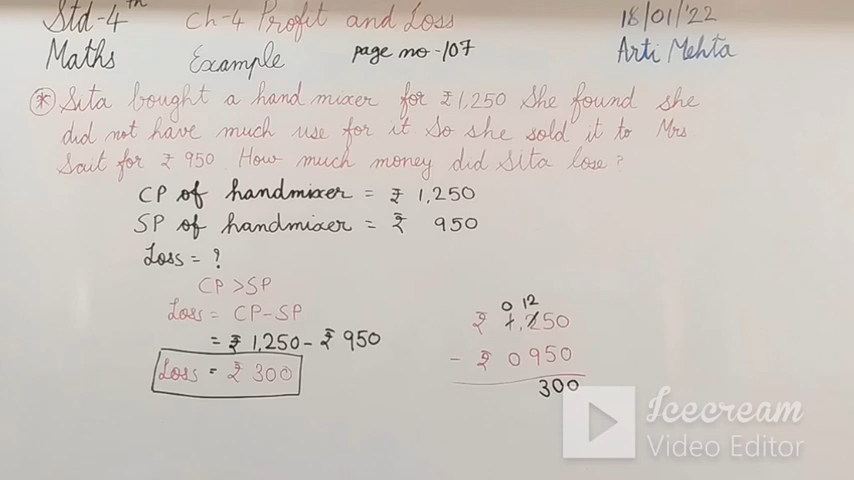 Std-4th Ch-4 Profit and Loss 18/01/'22
Maths Example page no-107 Arti Mehta
* Sita bought a hand mixer for ₹1,250 She found she
did not have much use for it So she sold it to Mrs
Sait for ₹ 950. How much money did Sita lose?
CP of handmixer = ₹ 1,250
SP of handmixer = ₹ 950
Loss = ?
CP > SP
Loss = CP-SP
= ₹ 1,250 - ₹ 950
Loss = ₹ 300
0 12
₹ 1,250
- ₹ 0950
300
Icecream
Video Editor